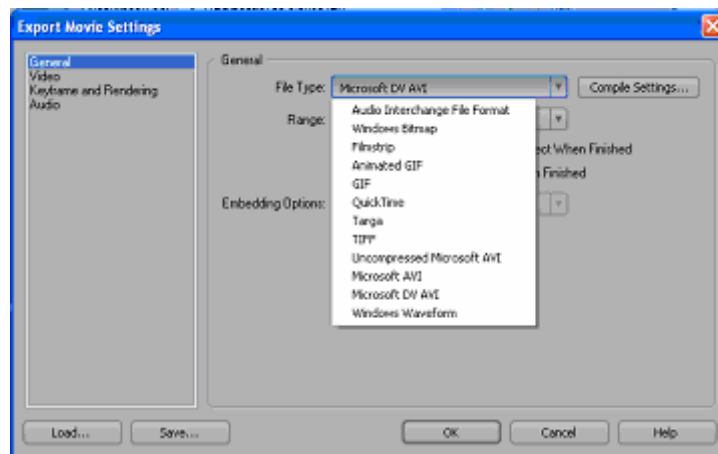 Export Movie Settings
General
Video
Keyframe and Rendering
Audio
General
File Type: Microsoft DV AVI Compile Settings...
Range:
Audio Interchange File Format
Windows Bitmap
Filmstrip
Animated GIF
GIF
QuickTime
Targa
TIFF
Uncompressed Microsoft AVI
Microsoft AVI
Microsoft DV AVI
Windows Waveform
When Finished
Finished
Embedding Options:
Load... Save... OK Cancel Help